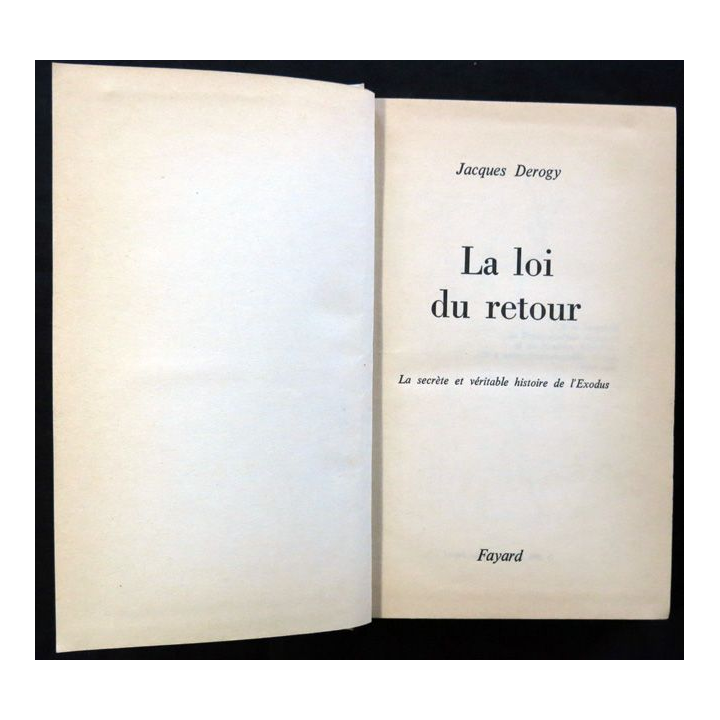 Jacques Derogy
La loi
du retour
La secrète et véritable histoire de l'Exodus
Fayard